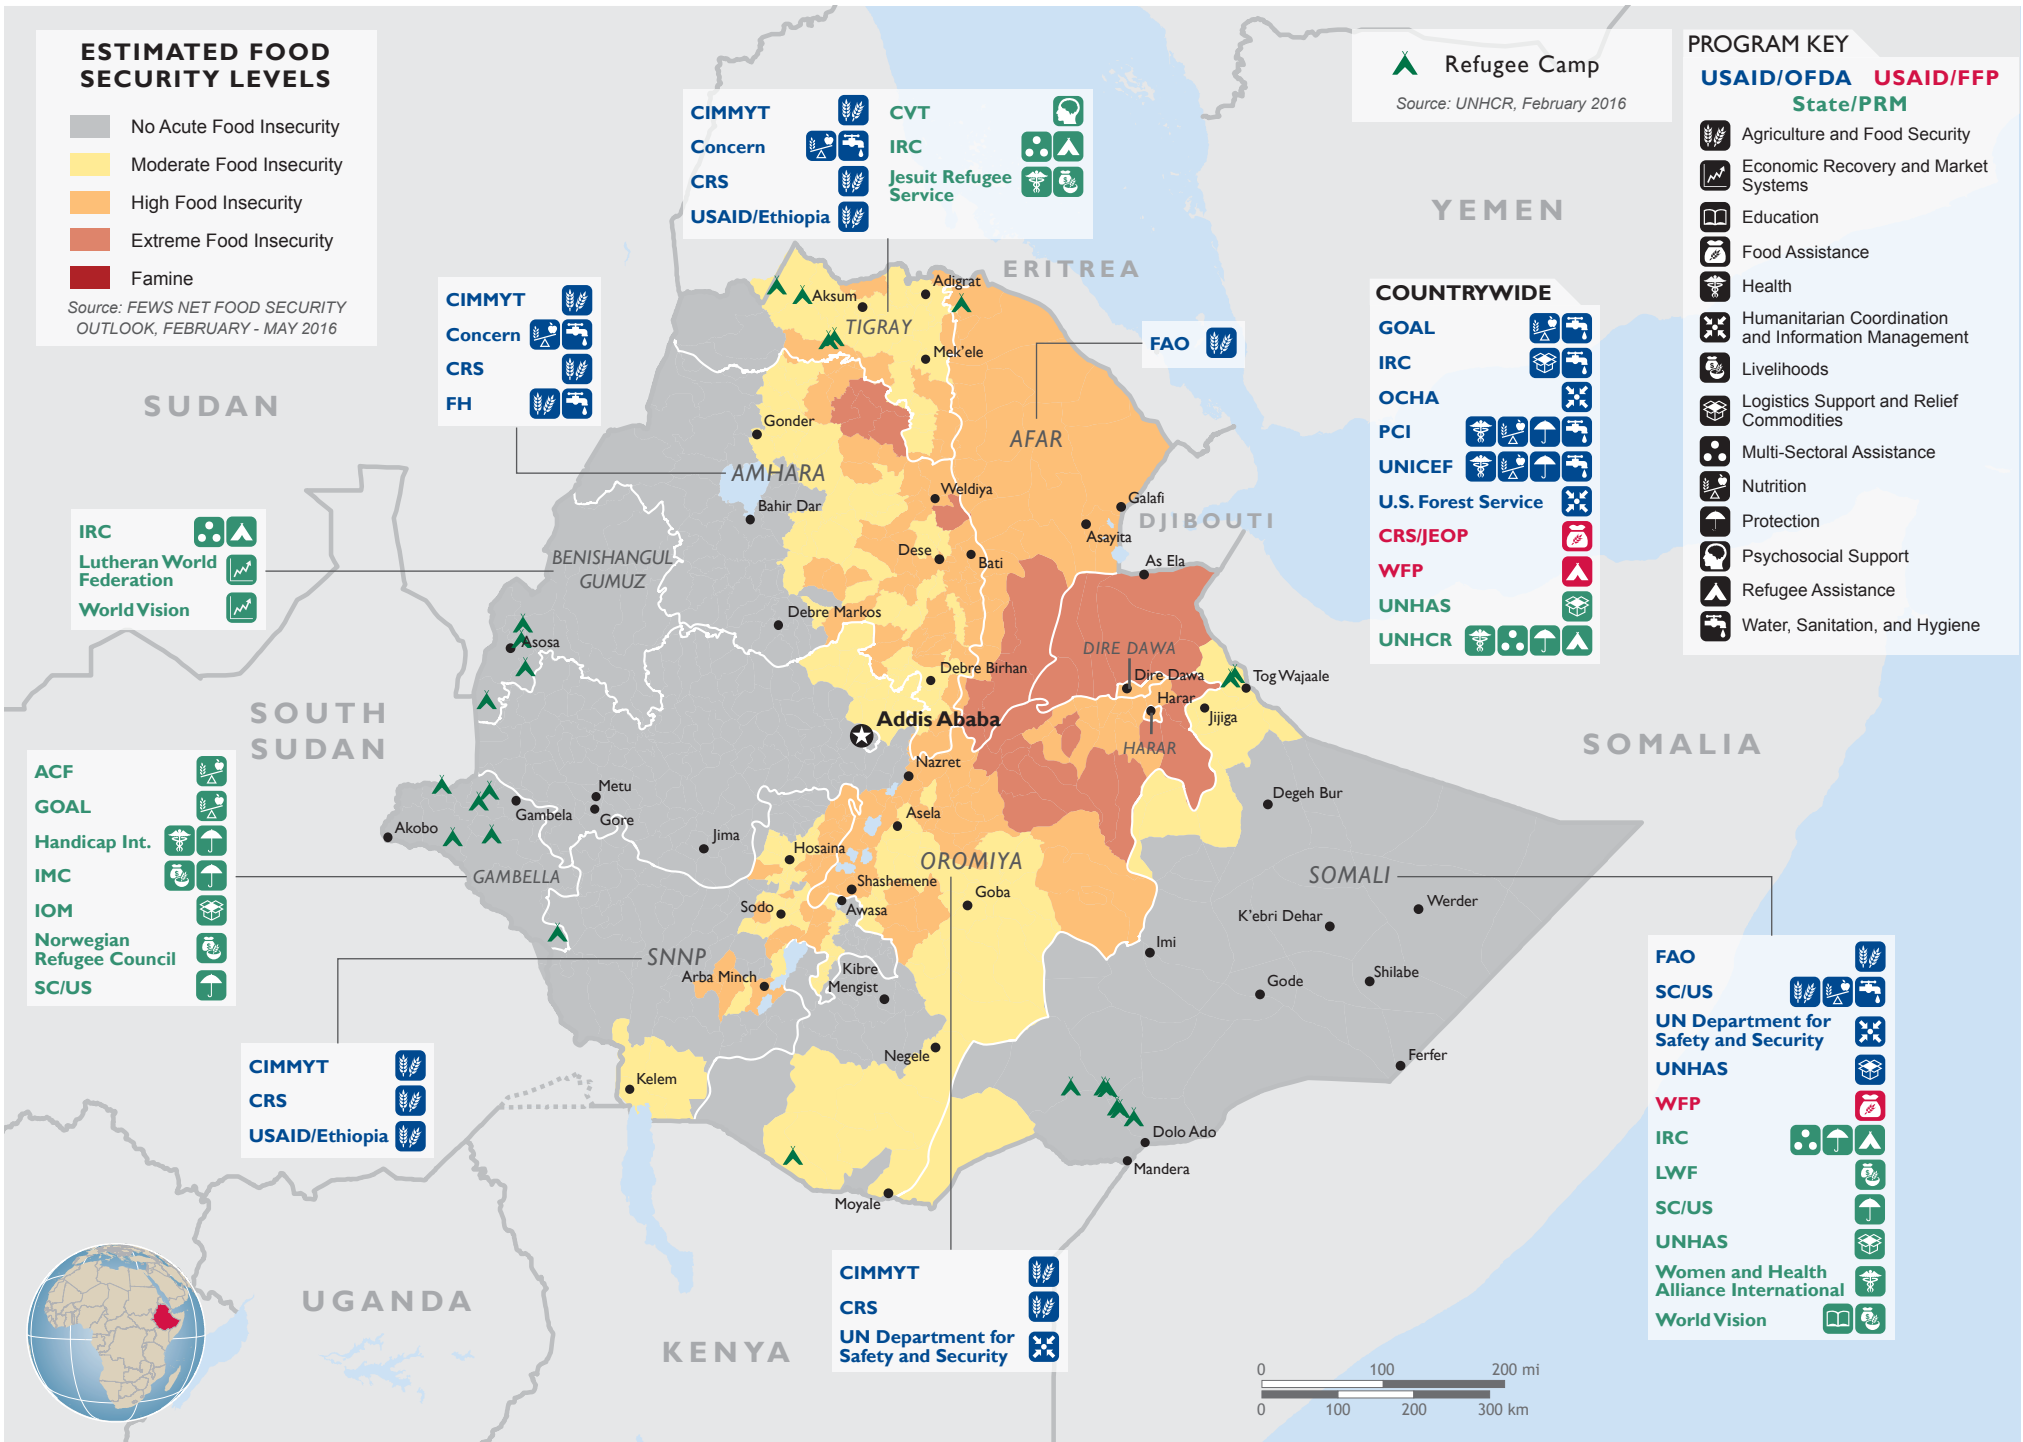 ESTIMATED FOOD
SECURITY LEVELS
No Acute Food Insecurity
Moderate Food Insecurity
High Food Insecurity
Extreme Food Insecurity
Famine
Source: FEWS NET FOOD SECURITY
OUTLOOK, FEBRUARY - MAY 2016
CIMMYT
Concern
CRS
USAID/Ethiopia
CVT
IRC
Jesuit Refugee
Service
Refugee Camp
Source: UNHCR, February 2016
PROGRAM KEY
USAID/OFDA USAID/FFP
State/PRM
Agriculture and Food Security
Economic Recovery and Market
Systems
Education
Food Assistance
Health
Humanitarian Coordination
and Information Management
Livelihoods
Logistics Support and Relief
Commodities
Multi-Sectoral Assistance
Nutrition
Protection
Psychosocial Support
Refugee Assistance
Water, Sanitation, and Hygiene
COUNTRYWIDE
GOAL
IRC
OCHA
PCI
UNICEF
U.S. Forest Service
CRS/JEOP
WFP
UNHAS
UNHCR
CIMMYT
Concern
CRS
FH
FAO
IRC
Lutheran World
Federation
World Vision
ACF
GOAL
Handicap Int.
IMC
IOM
Norwegian
Refugee Council
SC/US
CIMMYT
CRS
USAID/Ethiopia
CIMMYT
CRS
UN Department for
Safety and Security
FAO
SC/US
UN Department for
Safety and Security
UNHAS
WFP
IRC
LWF
SC/US
UNHAS
Women and Health
Alliance International
World Vision
YEMEN
ERITREA
SUDAN
DJIBOUTI
SOUTH
SUDAN
SOMALIA
UGANDA
KENYA
TIGRAY
AFAR
AMHARA
BENISHANGUL
GUMUZ
DIRE DAWA
HARAR
OROMIYA
SOMALI
GAMBELLA
SNNP
Adigrat
Aksum
Mek'ele
Gonder
Weldiya
Galafi
Bahir Dar
Asayita
Dese
Bati
As Ela
Debre Markos
Asosa
Debre Birhan
Dire Dawa
Tog Wajaale
Harar
Jijiga
Addis Ababa
Nazret
Metu
Gore
Gambela
Akobo
Jima
Asela
Degeh Bur
Hosaina
Shashemene
Goba
Sodo
Awasa
K'ebri Dehar
Werder
Imi
Kibre
Mengist
Arba Minch
Gode
Shilabe
Negele
Ferfer
Kelem
Dolo Ado
Mandera
Moyale
0 100 200 mi
0 100 200 300 km